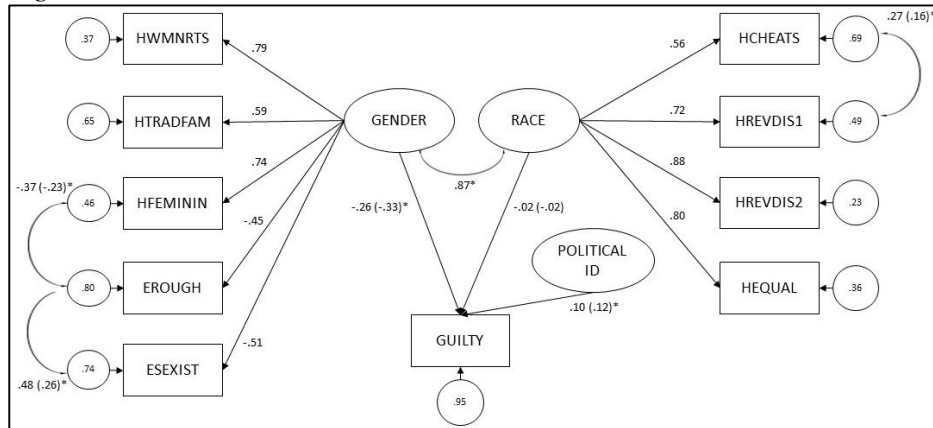 .27 (.16)*
.37
HWMNRTS
.79
.56
HCHEATS
.69
.65
HTRADFAM
.59
GENDER
RACE
.72
HREVDIS1
.49
.74
.87*
.88
-.37 (-.23)*
.46
HFEMININ
-.26 (-.33)*
-.02 (-.02)
HREVDIS2
.23
-.45
.80
POLITICAL
ID
.80
EROUGH
HEQUAL
.36
.10 (.12)*
-.51
GUILTY
.74
ESEXIST
.48 (.26)*
.95